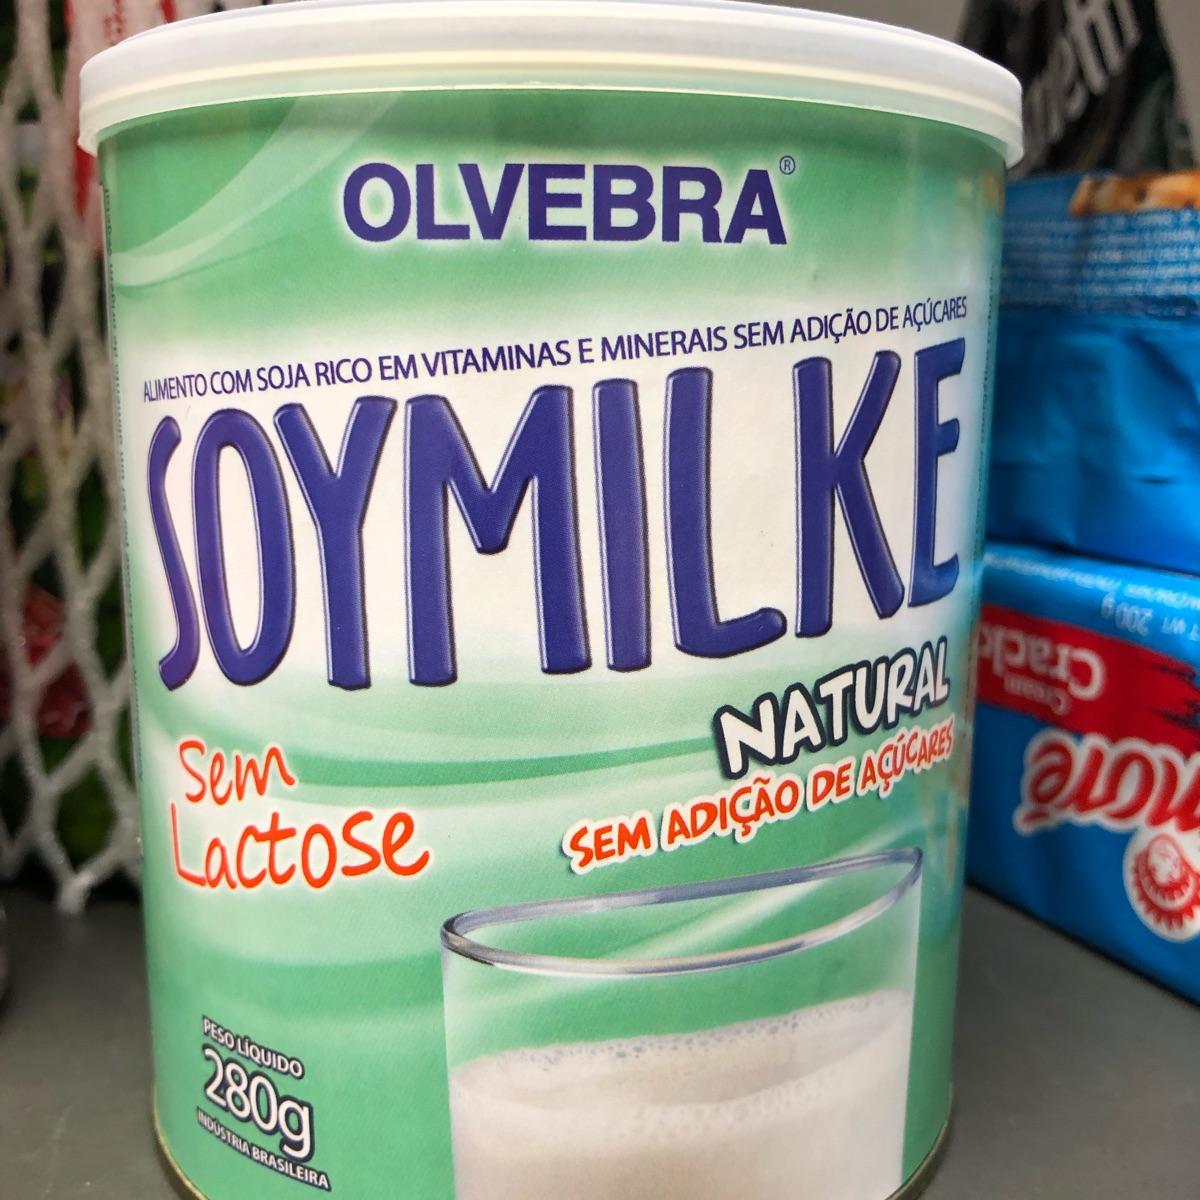 OLVEBRA®
ALIMENTO COM SOJA RICO EM VITAMINAS E MINERAIS SEM ADIÇÃO DE AÇÚCARES
SOYMILKE
NATURAL
SEM ADIÇÃO DE AÇÚCARES
Sem
Lactose
PESO LÍQUIDO
280g
INDÚSTRIA BRASILEIRA
200 g
Cream